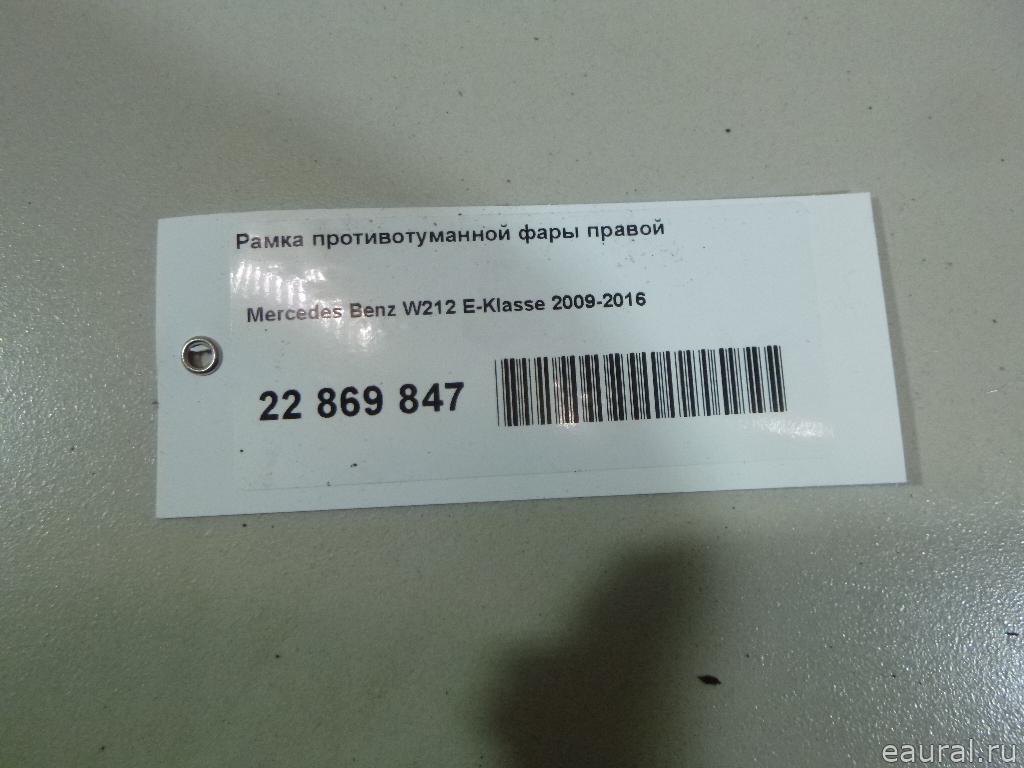 Рамка противотуманной фары правой
Mercedes Benz W212 E-Klasse 2009-2016
22 869 847
eaural.ru